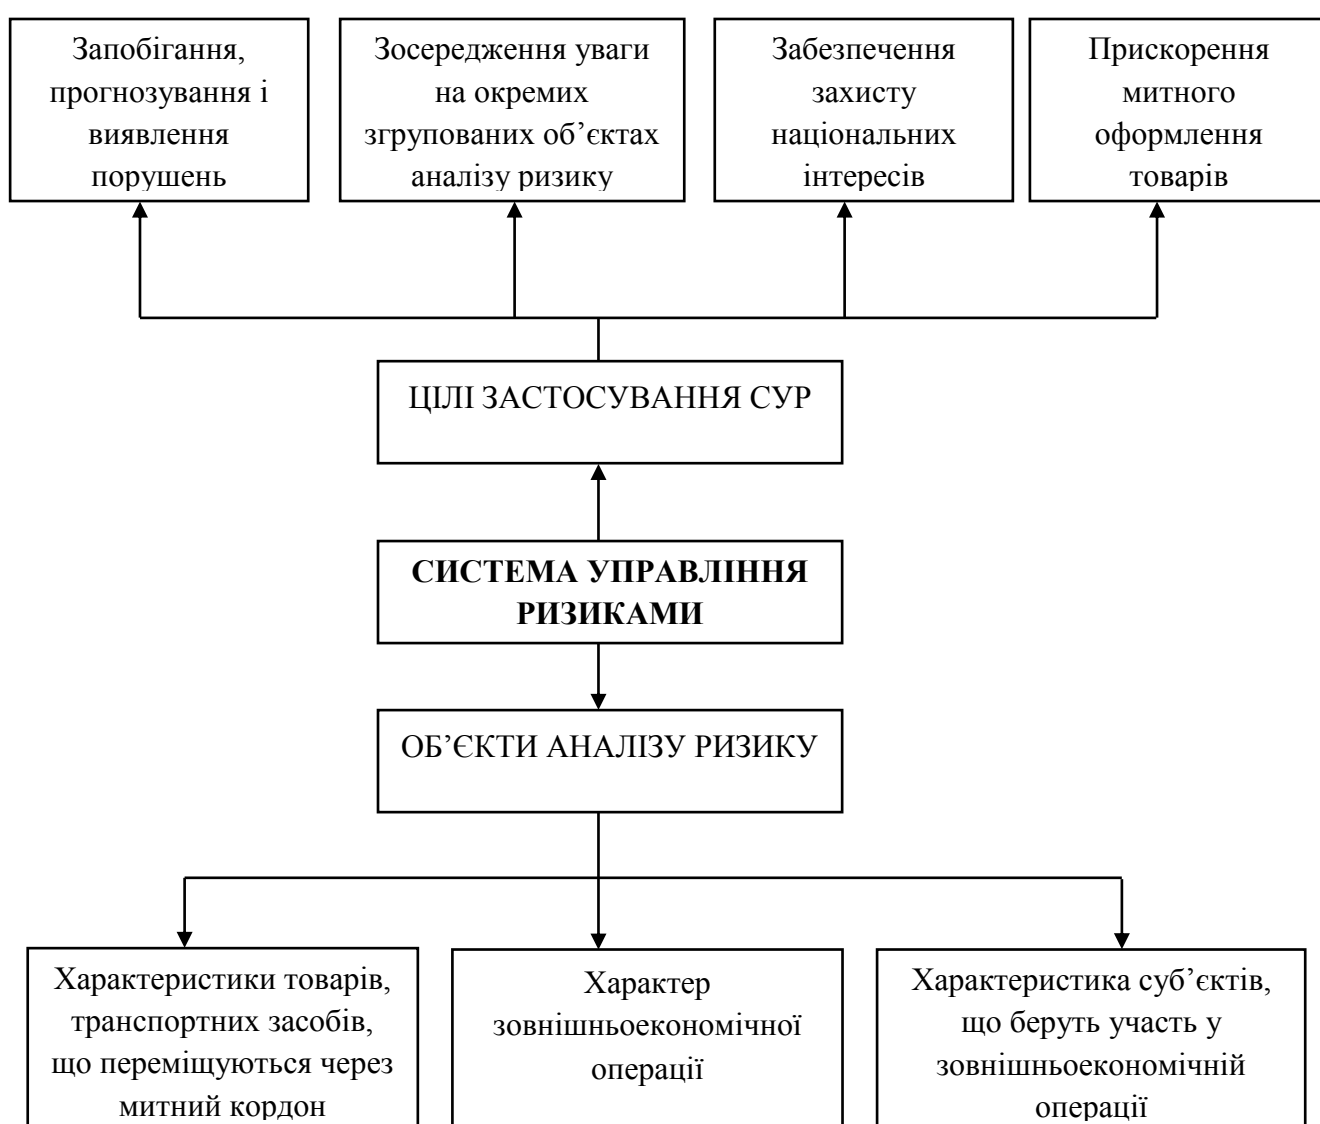 Запобігання,
прогнозування і
виявлення
порушень
Зосередження уваги
на окремих
згрупованих об’єктах
аналізу ризику
Забезпечення
захисту
національних
інтересів
Прискорення
митного
оформлення
товарів
ЦІЛІ ЗАСТОСУВАННЯ СУР
СИСТЕМА УПРАВЛІННЯ
РИЗИКАМИ
ОБ’ЄКТИ АНАЛІЗУ РИЗИКУ
Характеристики товарів,
транспортних засобів,
що переміщуються через
митний кордон
Характер
зовнішньоекономічної
операції
Характеристика суб’єктів,
що беруть участь у
зовнішньоекономічній
операції